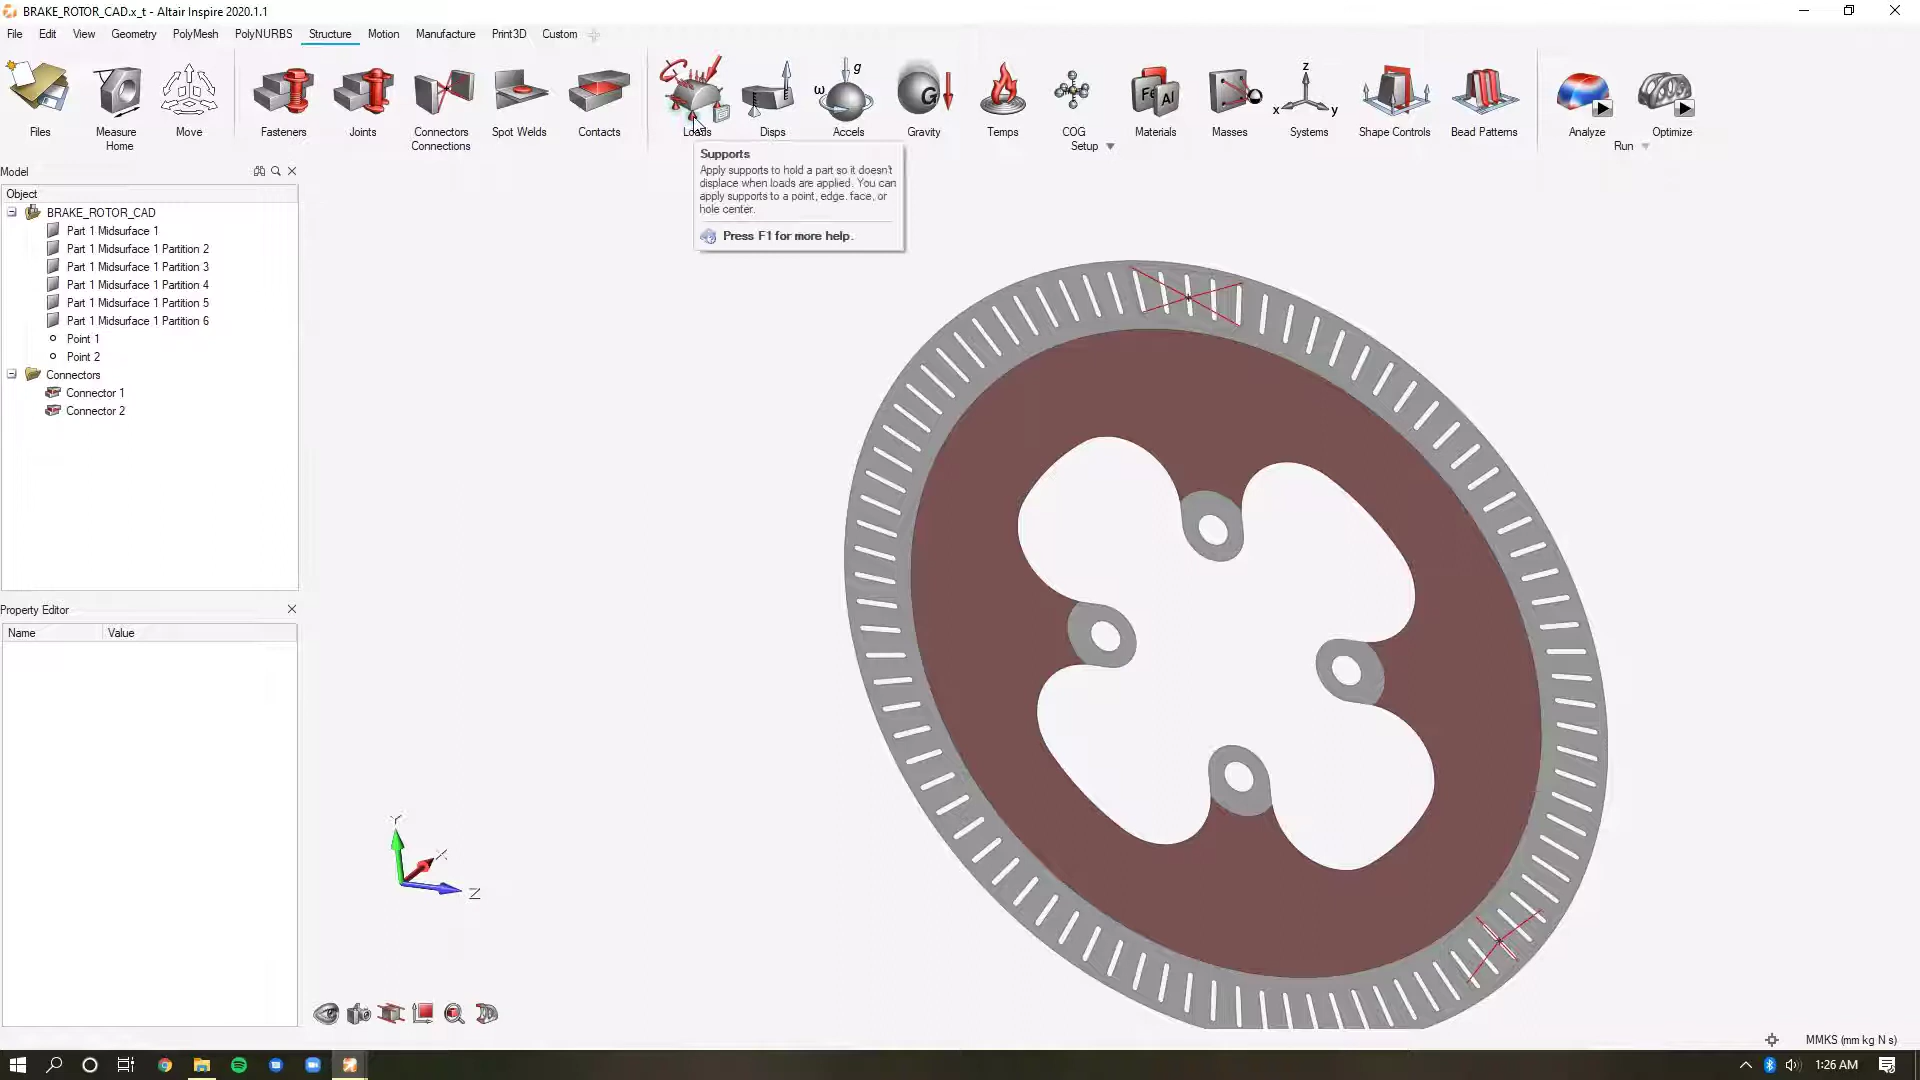 BRAKE_ROTOR_CAD.x_t - Altair Inspire 2020.1.1
File Edit View Geometry PolyMesh PolyNURBS Structure Motion Manufacture Print3D Custom
g
ω
G
Fe
Al
z
x
y
Files
Measure
Home
Move
Fasteners
Joints
Connectors
Connections
Spot Welds
Contacts
Loads
Disps
Accels
Gravity
Temps
COG
Setup
Materials
Masses
Systems
Shape Controls
Bead Patterns
Analyze
Optimize
Run
Supports
Apply supports to hold a part so it doesn't
displace when loads are applied. You can
apply supports to a point, edge, face, or
hole center.
Press F1 for more help.
Model
Object
BRAKE_ROTOR_CAD
Part 1 Midsurface 1
Part 1 Midsurface 1 Partition 2
Part 1 Midsurface 1 Partition 3
Part 1 Midsurface 1 Partition 4
Part 1 Midsurface 1 Partition 5
Part 1 Midsurface 1 Partition 6
Point 1
Point 2
Connectors
Connector 1
Connector 2
Property Editor
Name Value
Y
X
Z
MMKS (mm kg N s)
1:26 AM